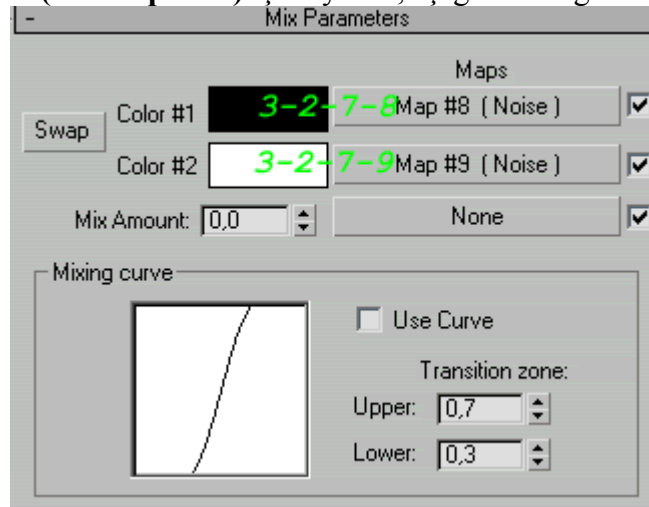 Mix Parameters
Maps
Swap
Color #1
3-2-7-8
Map #8 ( Noise )
Color #2
3-2-7-9
Map #9 ( Noise )
Mix Amount: 0,0
None
Mixing curve
Use Curve
Transition zone:
Upper: 0,7
Lower: 0,3